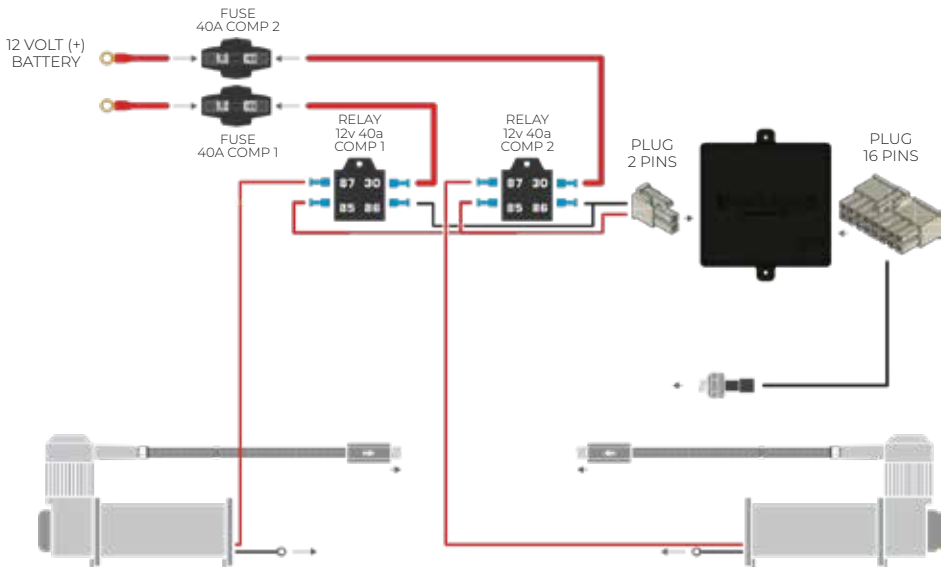 FUSE
40A COMP 2
12 VOLT (+)
BATTERY
FUSE
40A COMP 1
RELAY
12v 40a
COMP 1
RELAY
12v 40a
COMP 2
PLUG
2 PINS
PLUG
16 PINS
87 30
85 86
87 30
85 86